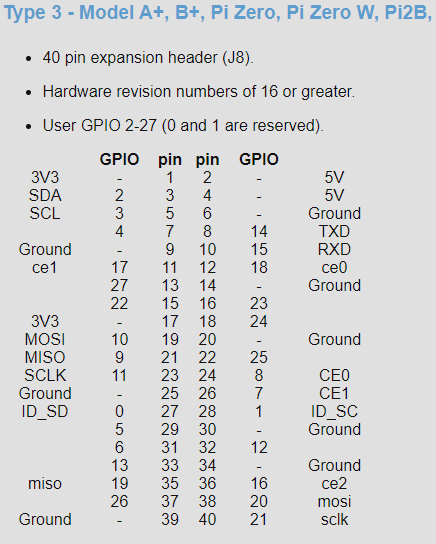 Type 3 - Model A+, B+, Pi Zero, Pi Zero W, Pi2B,
• 40 pin expansion header (J8).
• Hardware revision numbers of 16 or greater.
• User GPIO 2-27 (0 and 1 are reserved).
GPIO pin pin GPIO
3V3 - 1 2 - 5V
SDA 2 3 4 - 5V
SCL 3 5 6 - Ground
4 7 8 14 TXD
Ground - 9 10 15 RXD
ce1 17 11 12 18 ce0
27 13 14 - Ground
22 15 16 23
3V3 - 17 18 24
MOSI 10 19 20 - Ground
MISO 9 21 22 25
SCLK 11 23 24 8 CE0
Ground - 25 26 7 CE1
ID_SD 0 27 28 1 ID_SC
5 29 30 - Ground
6 31 32 12
13 33 34 - Ground
miso 19 35 36 16 ce2
26 37 38 20 mosi
Ground - 39 40 21 sclk